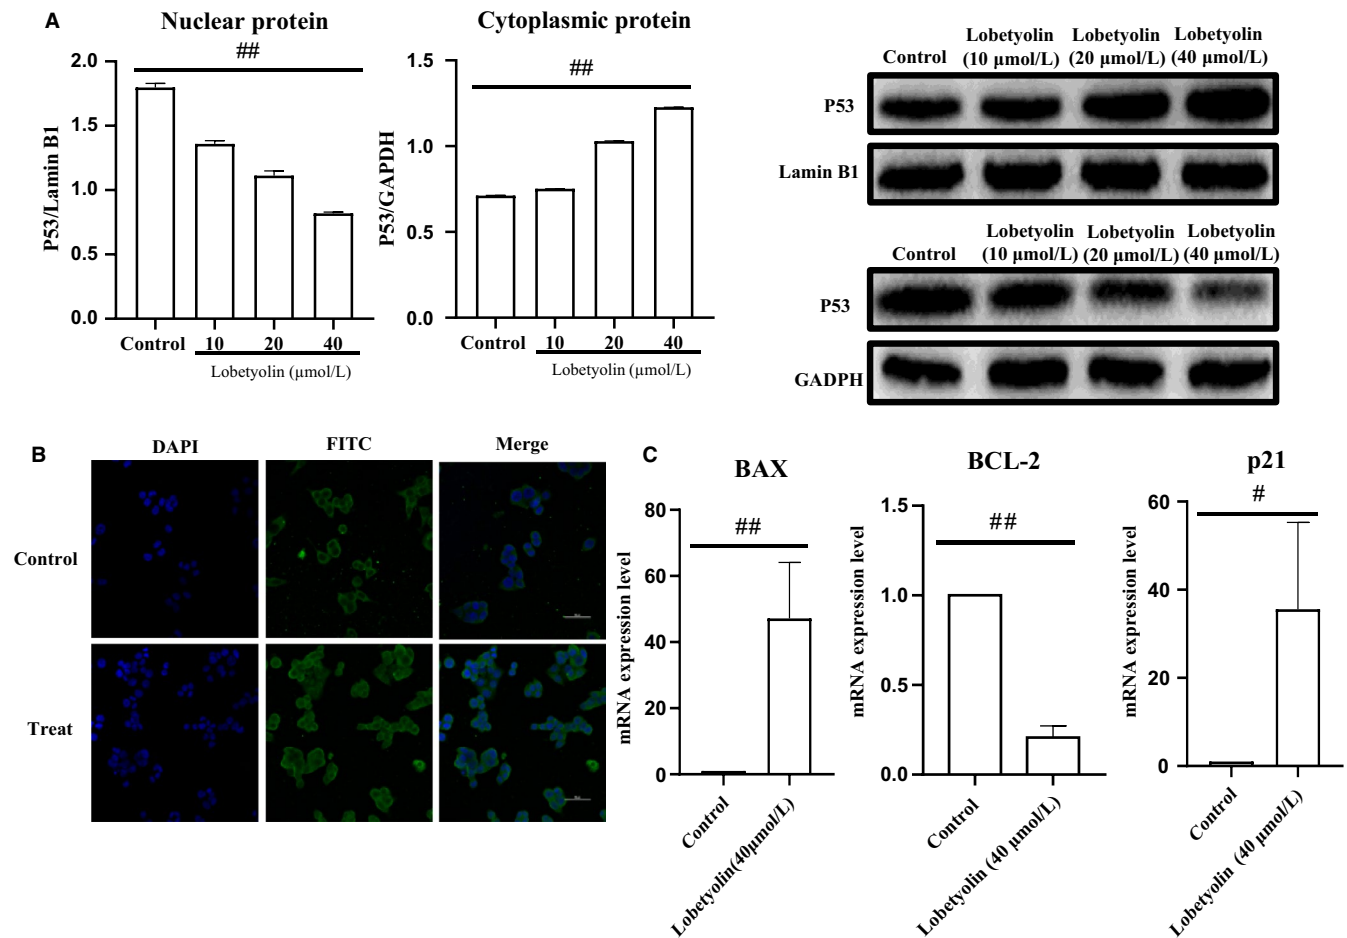 A
Nuclear protein
##
P53/Lamin B1
2.0
1.5
1.0
0.5
0.0
Control 10 20 40
Lobetyolin (µmol/L)
Cytoplasmic protein
##
P53/GAPDH
1.5
1.0
0.5
0.0
Control 10 20 40
Lobetyolin (µmol/L)
Control Lobetyolin (10 µmol/L) Lobetyolin (20 µmol/L) Lobetyolin (40 µmol/L)
P53
Lamin B1
Control Lobetyolin (10 µmol/L) Lobetyolin (20 µmol/L) Lobetyolin (40 µmol/L)
P53
GADPH
B
DAPI FITC Merge
Control
Treat
C
BAX
##
mRNA expression level
80
60
40
20
0
Control
Lobetyolin(40µmol/L)
BCL-2
##
mRNA expression level
1.5
1.0
0.5
0.0
Control
Lobetyolin (40 µmol/L)
p21
#
mRNA expression level
60
40
20
0
Control
Lobetyolin (40 µmol/L)